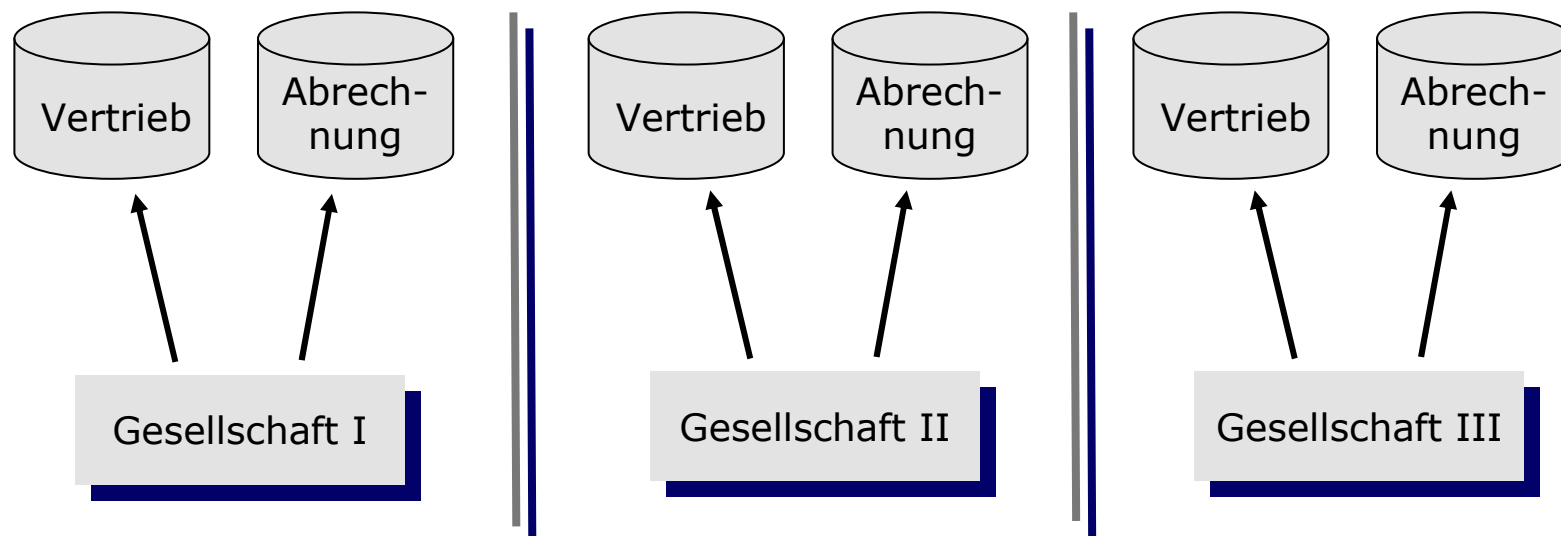 Vertrieb
Abrech-
nung
Vertrieb
Abrech-
nung
Vertrieb
Abrech-
nung
Gesellschaft I
Gesellschaft II
Gesellschaft III